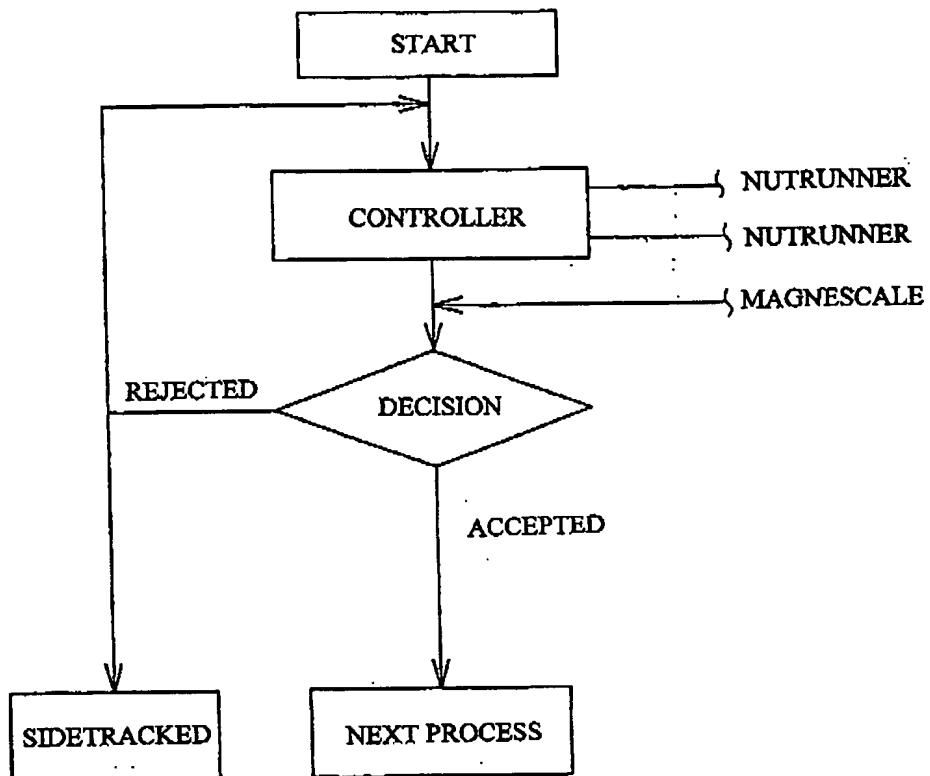 START
CONTROLLER
NUTRUNNER
NUTRUNNER
MAGNESCALE
REJECTED
DECISION
ACCEPTED
SIDETRACKED
NEXT PROCESS